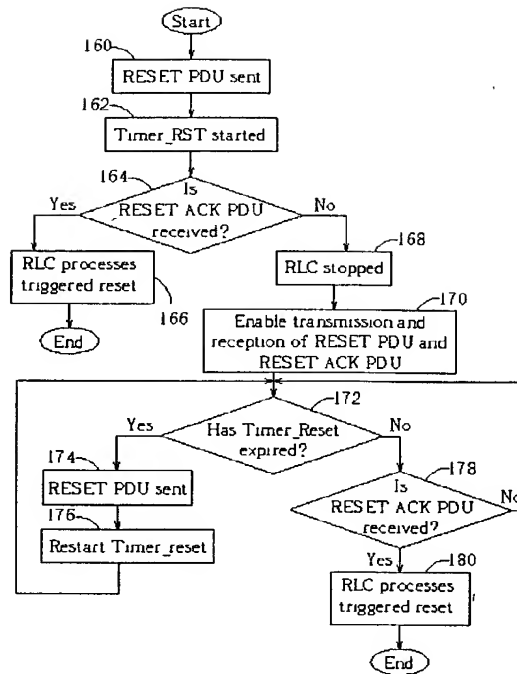 Start
160
RESET PDU sent
162
Timer_RST started
164
Is
RESET ACK PDU
received?
Yes
No
RLC processes
triggered reset
166
End
168
RLC stopped
170
Enable transmission and
reception of RESET PDU and
RESET ACK PDU
172
Has Timer_Reset
expired?
Yes
No
174
RESET PDU sent
176
Restart Timer_reset
178
Is
RESET ACK PDU
received?
No
Yes
180
RLC processes
triggered reset
End